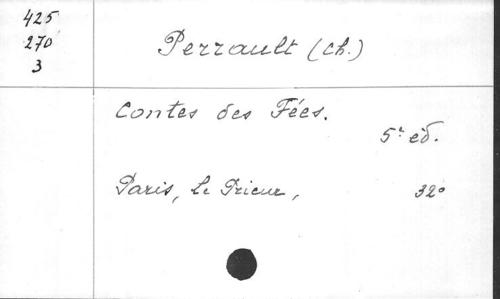 425
270
3
Perrault (Ch.)
Contes des Fées.
5e éd.
Paris, Le Prieur,
32°